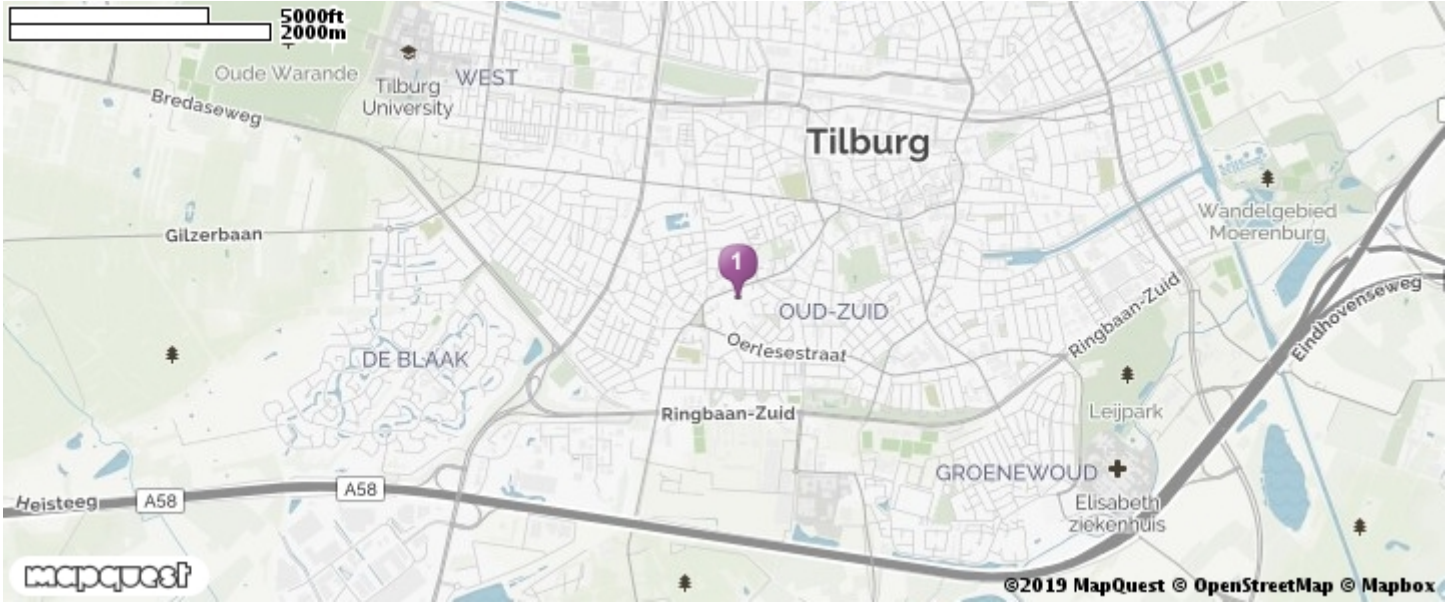 5000ft
2000m
Oude Warande
Tilburg
University
WEST
Bredaseweg
Tilburg
Wandelgebied
Moerenburg
Gilzerbaan
1
OUD-ZUID
Ringbaan-Zuid
Eindhovenseweg
Oerlesestraat
DE BLAAK
Ringbaan-Zuid
Leijpark
GROENEWOUD
Elisabeth
ziekenhuis
Heisteeg
A58
A58
mapquest
©2019 MapQuest © OpenStreetMap © Mapbox